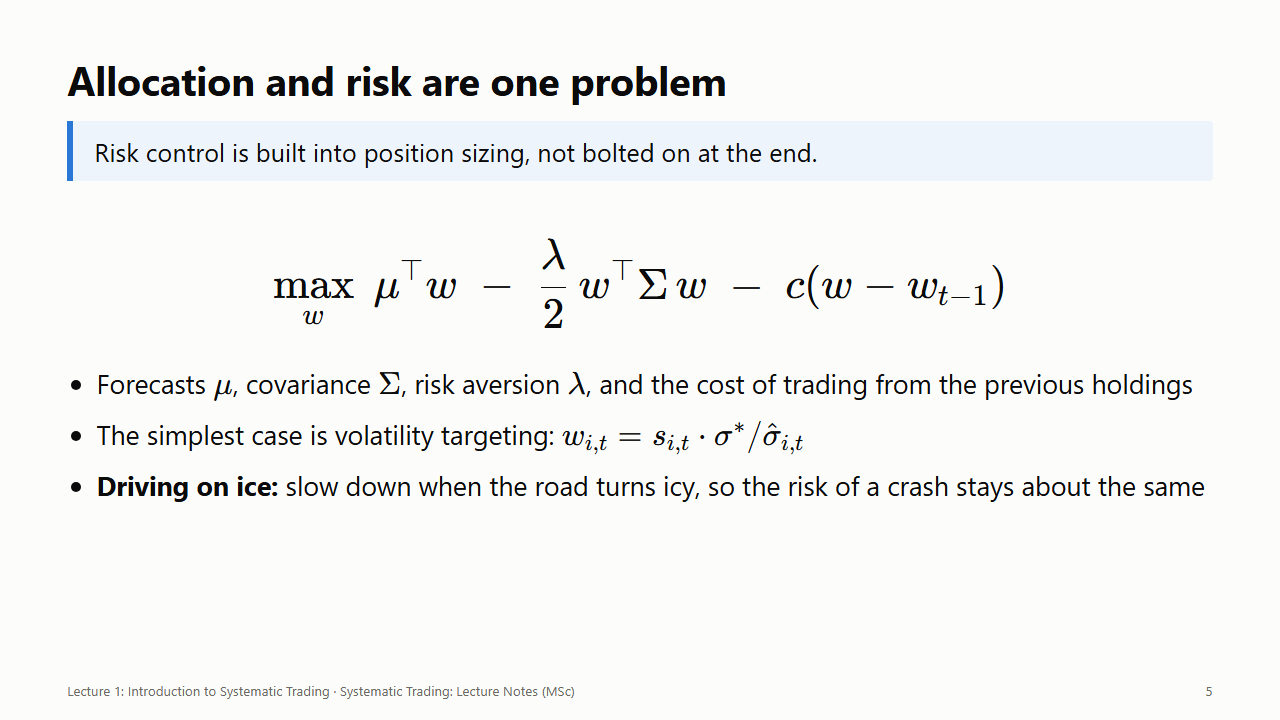 Allocation and risk are one problem
Risk control is built into position sizing, not bolted on at the end.
max_w μ^⊤ w − λ/2 w^⊤ Σ w − c(w − w_{t−1})
• Forecasts μ, covariance Σ, risk aversion λ, and the cost of trading from the previous holdings
• The simplest case is volatility targeting: w_{i,t} = s_{i,t} · σ*/σ̂_{i,t}
• Driving on ice: slow down when the road turns icy, so the risk of a crash stays about the same
Lecture 1: Introduction to Systematic Trading · Systematic Trading: Lecture Notes (MSc)
5